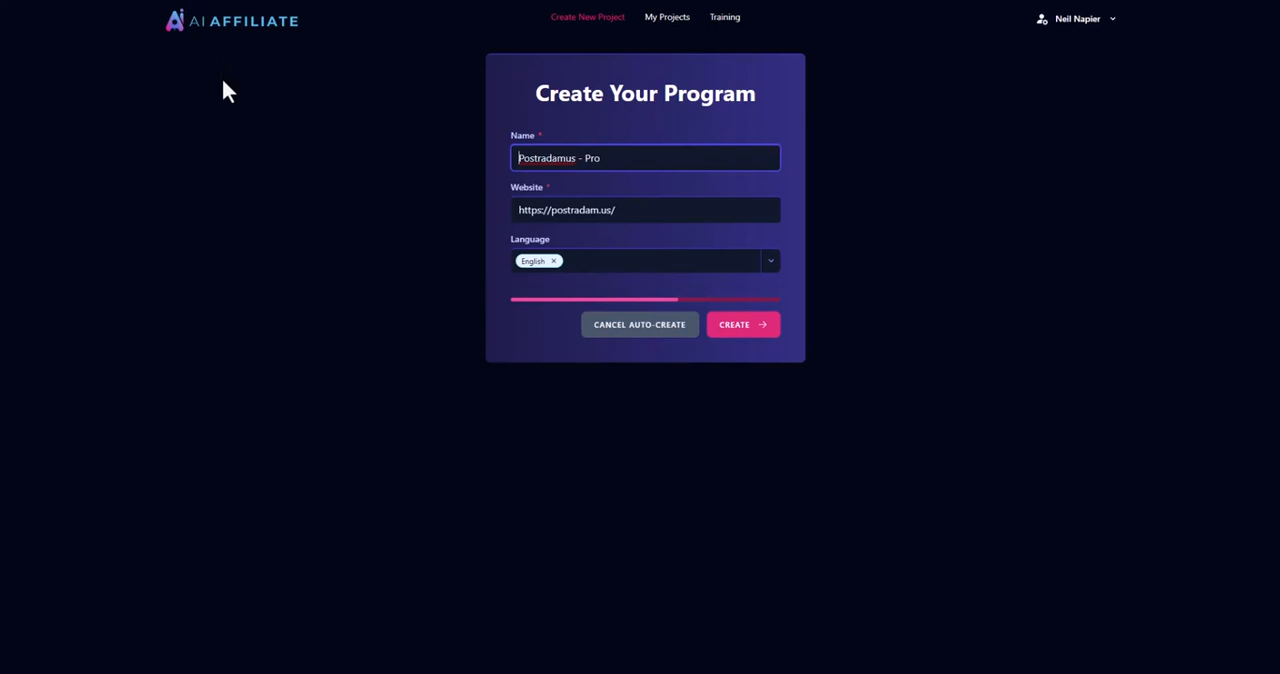 AI AFFILIATE
Create New Project
My Projects
Training
Neil Napier
Create Your Program
Name *
Postradamus - Pro
Website *
https://postradam.us/
Language
English ×
CANCEL AUTO-CREATE
CREATE →